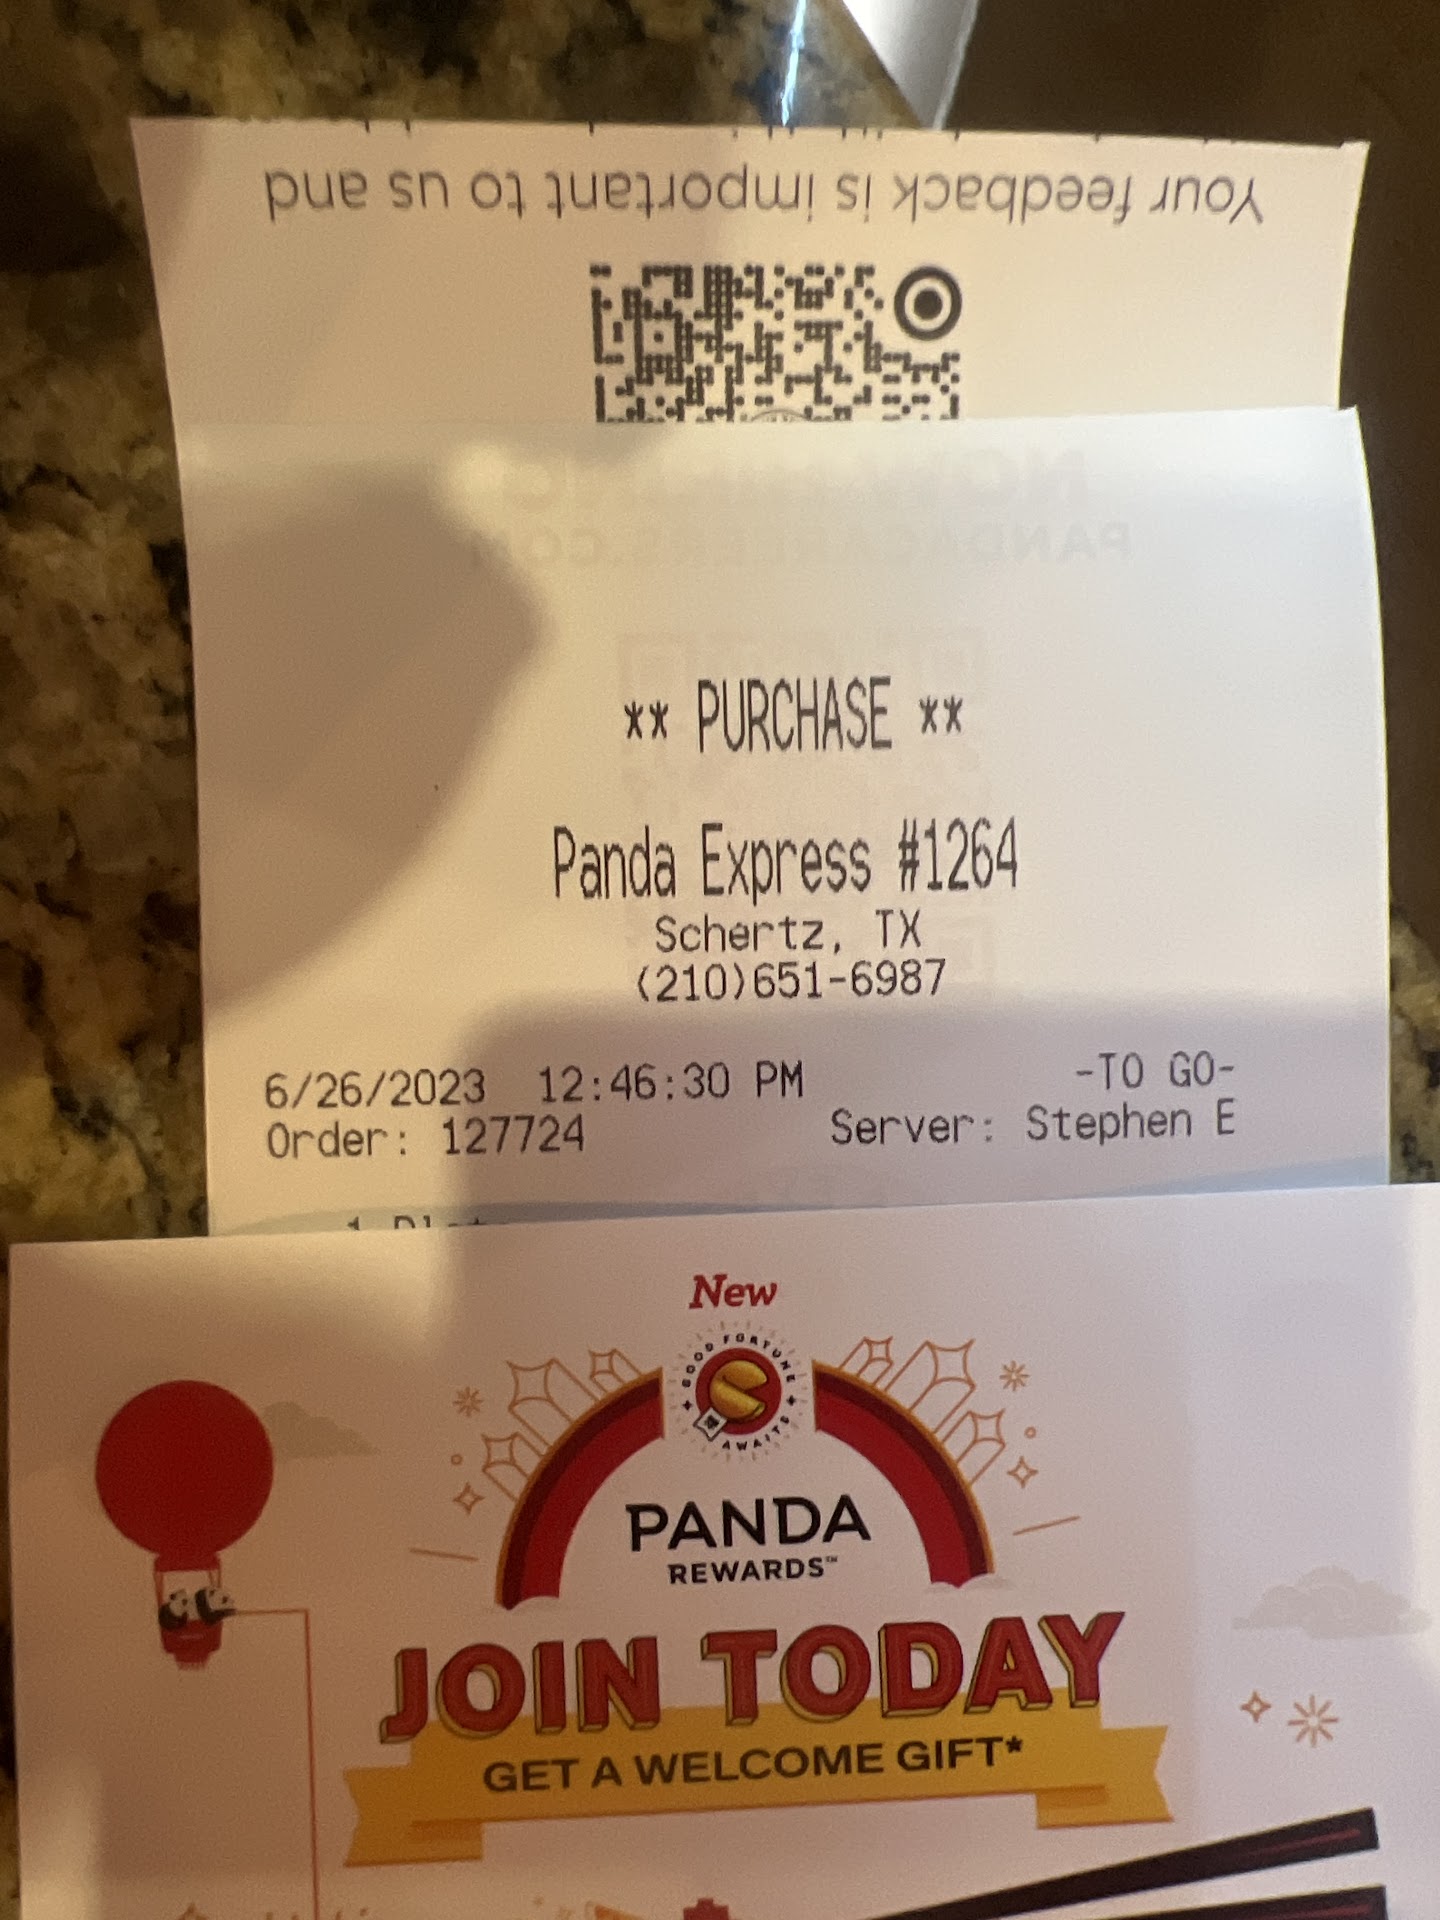 Your feedback is important to us and
** PURCHASE **
Panda Express #1264
Schertz, TX
(210)651-6987
6/26/2023 12:46:30 PM -TO GO-
Order: 127724 Server: Stephen E
New
GOOD FORTUNE
AWAITS
PANDA
REWARDS™
JOIN TODAY
GET A WELCOME GIFT*